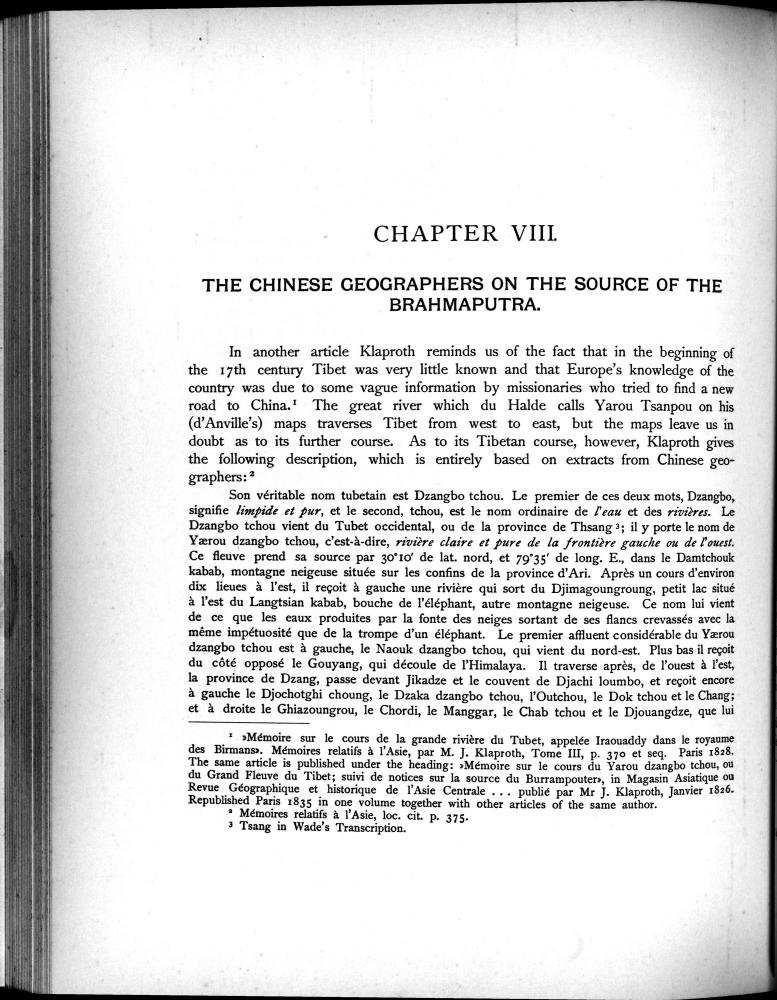 CHAPTER VIII.
THE CHINESE GEOGRAPHERS ON THE SOURCE OF THE
BRAHMAPUTRA.
In another article Klaproth reminds us of the fact that in the beginning of
the 17th century Tibet was very little known and that Europe's knowledge of the
country was due to some vague information by missionaries who tried to find a new
road to China.¹ The great river which du Halde calls Yarou Tsanpou on his
(d'Anville's) maps traverses Tibet from west to east, but the maps leave us in
doubt as to its further course. As to its Tibetan course, however, Klaproth gives
the following description, which is entirely based on extracts from Chinese geo-
graphers: ²
Son véritable nom tubetain est Dzangbo tchou. Le premier de ces deux mots, Dzangbo,
signifie limpide et pur, et le second, tchou, est le nom ordinaire de l'eau et des rivières. Le
Dzangbo tchou vient du Tubet occidental, ou de la province de Thsang ³; il y porte le nom de
Yærou dzangbo tchou, c'est-à-dire, rivière claire et pure de la frontière gauche ou de l'ouest.
Ce fleuve prend sa source par 30°10′ de lat. nord, et 79°35′ de long. E., dans le Damtchouk
kabab, montagne neigeuse située sur les confins de la province d'Ari. Après un cours d'environ
dix lieues à l'est, il reçoit à gauche une rivière qui sort du Djimagoungroung, petit lac situé
à l'est du Langtsian kabab, bouche de l'éléphant, autre montagne neigeuse. Ce nom lui vient
de ce que les eaux produites par la fonte des neiges sortant de ses flancs crevassés avec la
même impétuosité que de la trompe d'un éléphant. Le premier affluent considérable du Yærou
dzangbo tchou est à gauche, le Naouk dzangbo tchou, qui vient du nord-est. Plus bas il reçoit
du côté opposé le Gouyang, qui découle de l'Himalaya. Il traverse après, de l'ouest à l'est,
la province de Dzang, passe devant Jikadze et le couvent de Djachi loumbo, et reçoit encore
à gauche le Djochotghi choung, le Dzaka dzangbo tchou, l'Outchou, le Dok tchou et le Chang;
et à droite le Ghiazoungrou, le Chordi, le Manggar, le Chab tchou et le Djouangdze, que lui
¹ »Mémoire sur le cours de la grande rivière du Tubet, appelée Iraouaddy dans le royaume
des Birmans». Mémoires relatifs à l'Asie, par M. J. Klaproth, Tome III, p. 370 et seq. Paris 1828.
The same article is published under the heading: »Mémoire sur le cours du Yarou dzangbo tchou, ou
du Grand Fleuve du Tibet; suivi de notices sur la source du Burrampouter», in Magasin Asiatique ou
Revue Géographique et historique de l'Asie Centrale ... publié par Mr J. Klaproth, Janvier 1826.
Republished Paris 1835 in one volume together with other articles of the same author.
² Mémoires relatifs à l'Asie, loc. cit. p. 375.
³ Tsang in Wade's Transcription.